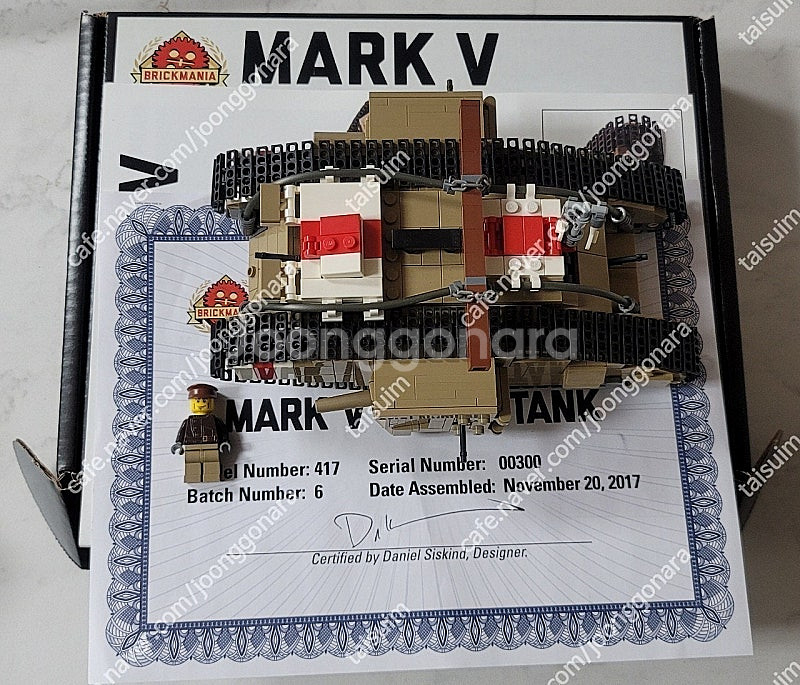 BRICKMANIA
MARK V
V
MARK V TANK
el Number: 417 Serial Number: 00300
Batch Number: 6 Date Assembled: November 20, 2017
Certified by Daniel Siskind, Designer.
joonggonara
taisuim
cafe.naver.com/joonggonara